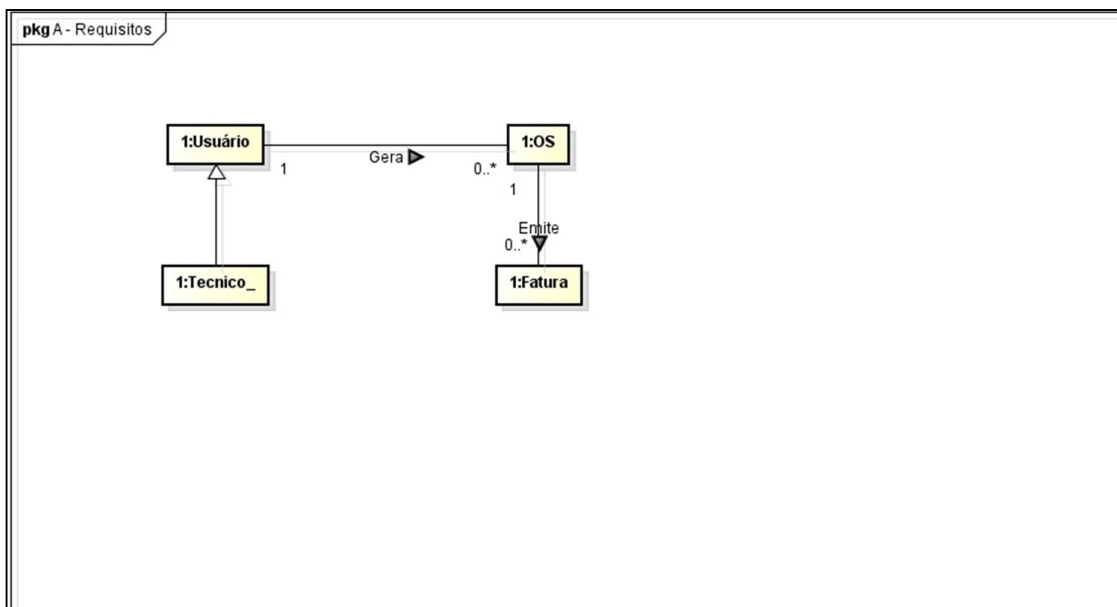 pkg A - Requisitos
1:Usuário
1:OS
Gera
1
0..*
1
Emite
0..*
1:Tecnico_
1:Fatura